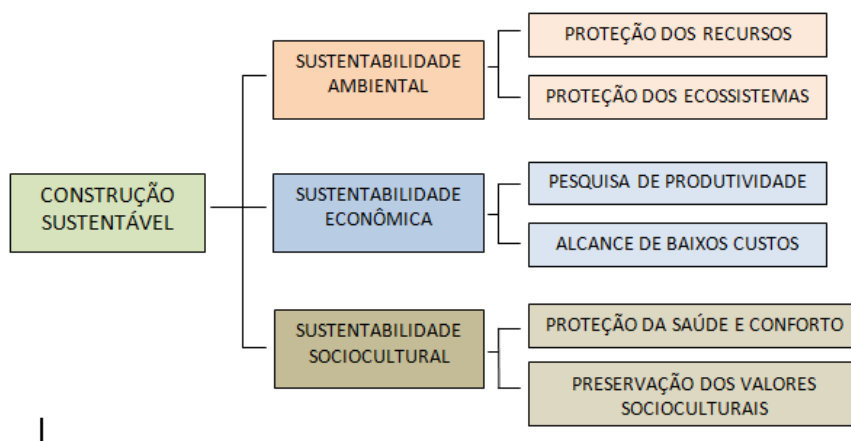 CONSTRUÇÃO
SUSTENTÁVEL
SUSTENTABILIDADE
AMBIENTAL
PROTEÇÃO DOS RECURSOS
PROTEÇÃO DOS ECOSSISTEMAS
SUSTENTABILIDADE
ECONÔMICA
PESQUISA DE PRODUTIVIDADE
ALCANCE DE BAIXOS CUSTOS
SUSTENTABILIDADE
SOCIOCULTURAL
PROTEÇÃO DA SAÚDE E CONFORTO
PRESERVAÇÃO DOS VALORES
SOCIOCULTURAIS